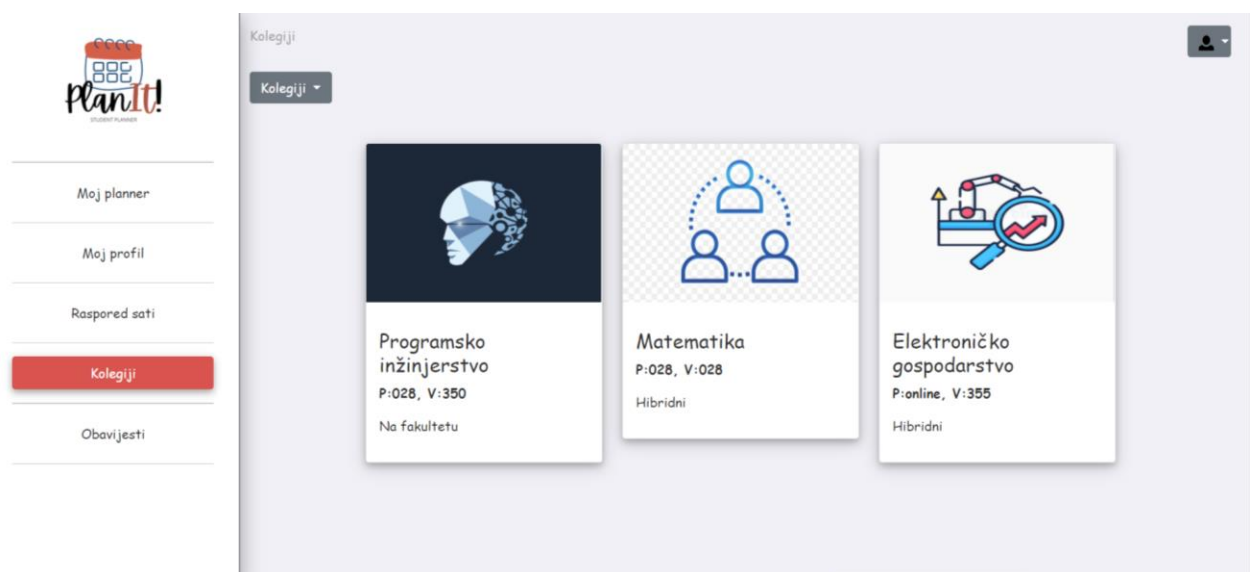 PlanIt!
STUDENT PLANNER
Moj planner
Moj profil
Raspored sati
Kolegiji
Obavijesti
Kolegiji
Kolegiji
Programsko
inžinjerstvo
P:028, V:350
Na fakultetu
Matematika
P:028, V:028
Hibridni
Elektroničko
gospodarstvo
P:online, V:355
Hibridni